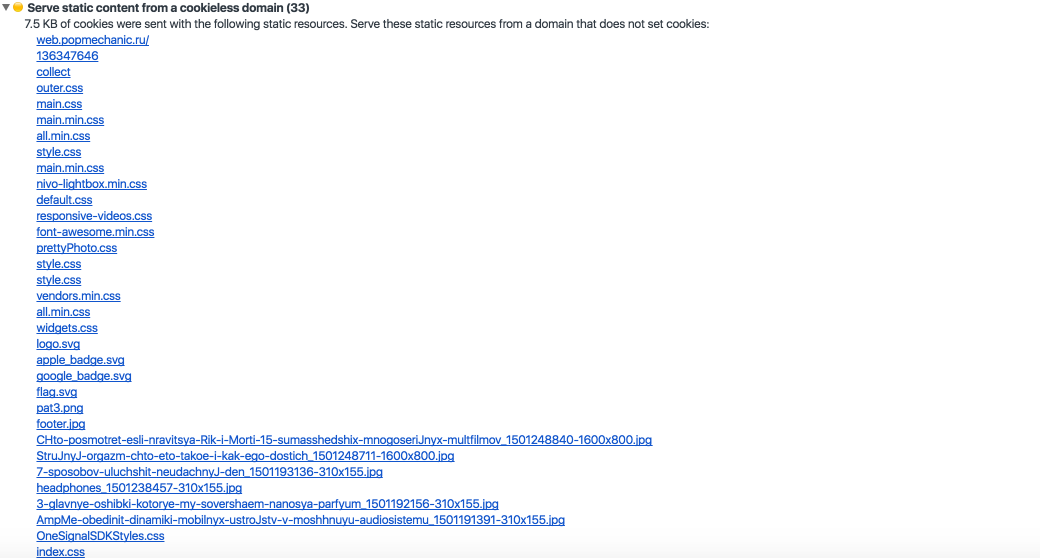 Serve static content from a cookieless domain (33)
7.5 KB of cookies were sent with the following static resources. Serve these static resources from a domain that does not set cookies:
web.popmechanic.ru/
136347646
collect
outer.css
main.css
main.min.css
all.min.css
style.css
main.min.css
nivo-lightbox.min.css
default.css
responsive-videos.css
font-awesome.min.css
prettyPhoto.css
style.css
style.css
vendors.min.css
all.min.css
widgets.css
logo.svg
apple_badge.svg
google_badge.svg
flag.svg
pat3.png
footer.jpg
CHto-posmotret-esli-nravitsya-Rik-i-Morti-15-sumasshedshix-mnogoseriJnyx-multfilmov_1501248840-1600x800.jpg
StruJnyJ-orgazm-chto-eto-takoe-i-kak-ego-dostich_1501248711-1600x800.jpg
7-sposobov-uluchshit-neudachnyJ-den_1501193136-310x155.jpg
headphones_1501238457-310x155.jpg
3-glavnye-oshibki-kotorye-my-sovershaem-nanosya-parfyum_1501192156-310x155.jpg
AmpMe-obedinit-dinamiki-mobilnyx-ustroJstv-v-moshhnuyu-audiosistemu_1501191391-310x155.jpg
OneSignalSDKStyles.css
index.css